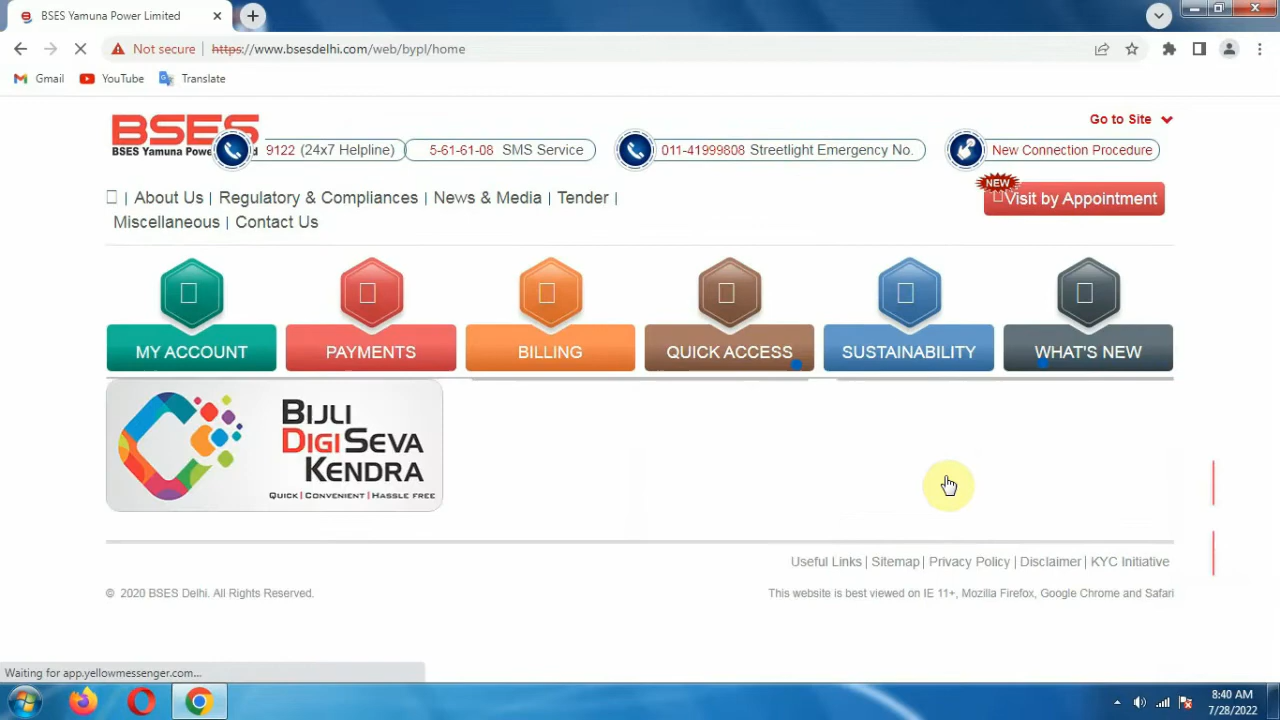 BSES Yamuna Power Limited
Not secure https://www.bsesdelhi.com/web/bypl/home
Gmail YouTube Translate
Go to Site
BSES
BSES Yamuna Power
9122 (24x7 Helpline) 5-61-61-08 SMS Service 011-41999808 Streetlight Emergency No. New Connection Procedure
NEW
About Us | Regulatory & Compliances | News & Media | Tender |
Visit by Appointment
Miscellaneous | Contact Us
MY ACCOUNT PAYMENTS BILLING QUICK ACCESS SUSTAINABILITY WHAT'S NEW
BIJLI
DIGI SEVA
KENDRA
QUICK | CONVENIENT | HASSLE FREE
Useful Links | Sitemap | Privacy Policy | Disclaimer | KYC Initiative
© 2020 BSES Delhi. All Rights Reserved. This website is best viewed on IE 11+, Mozilla Firefox, Google Chrome and Safari
Waiting for app.yellowmessenger.com...
8:40 AM
7/28/2022